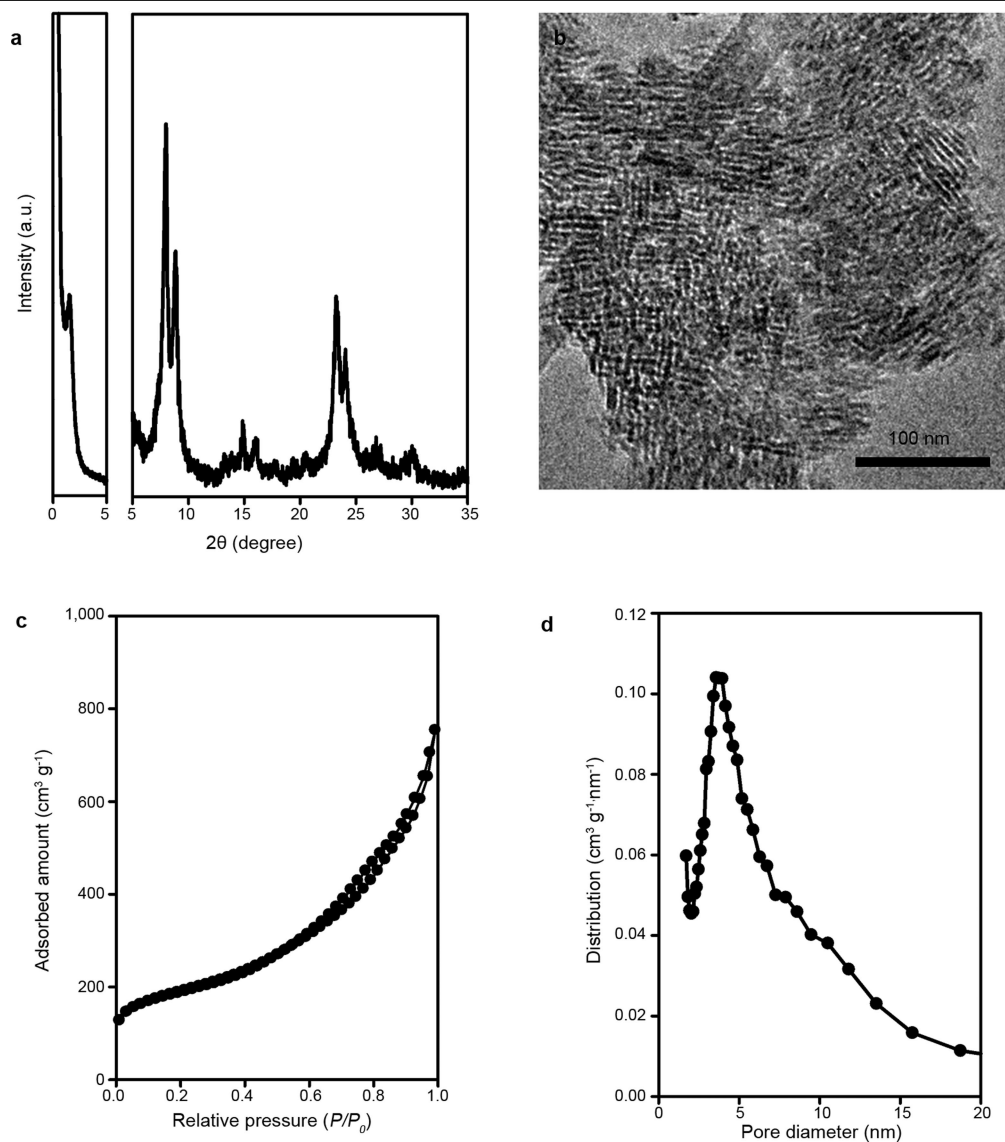 a
Intensity (a.u.)
0 5 5 10 15 20 25 30 35
2θ (degree)
b
100 nm
c
1,000
800
600
400
200
0
Adsorbed amount (cm³ g⁻¹)
0.0 0.2 0.4 0.6 0.8 1.0
Relative pressure (P/P₀)
d
0.12
0.10
0.08
0.06
0.04
0.02
0.00
Distribution (cm³ g⁻¹·nm⁻¹)
0 5 10 15 20
Pore diameter (nm)